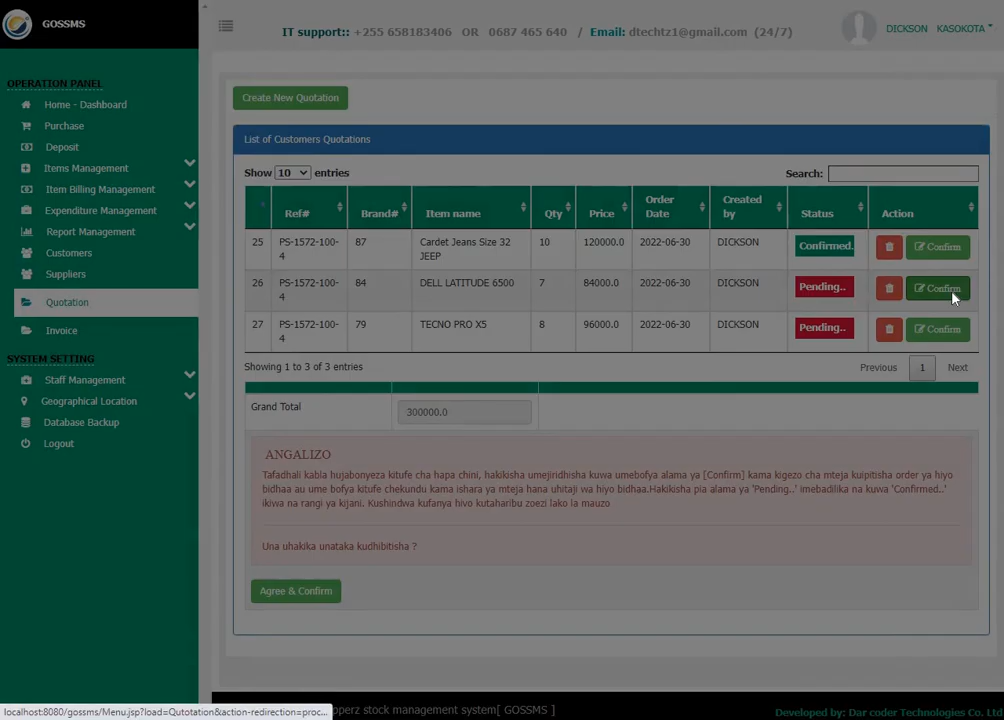 GOSSMS
IT support:: +255 658183406 OR 0687 465 640 / Email: dtechtz1@gmail.com (24/7)
DICKSON KASOKOTA
OPERATION PANEL
Home - Dashboard
Purchase
Deposit
Items Management
Item Billing Management
Expenditure Management
Report Management
Customers
Suppliers
Quotation
Invoice
SYSTEM SETTING
Staff Management
Geographical Location
Database Backup
Logout
Create New Quotation
List of Customers Quotations
Show 10 entries
Search:
Ref# Brand# Item name Qty Price Order Date Created by Status Action
25 PS-1572-100-4 87 Cardet Jeans Size 32 JEEP 10 120000.0 2022-06-30 DICKSON Confirmed. Confirm
26 PS-1572-100-4 84 DELL LATITUDE 6500 7 84000.0 2022-06-30 DICKSON Pending.. Confirm
27 PS-1572-100-4 79 TECNO PRO X5 8 96000.0 2022-06-30 DICKSON Pending.. Confirm
Showing 1 to 3 of 3 entries
Previous 1 Next
Grand Total 300000.0
ANGALIZO
Tafadhali kabla hujabonyeza kitufe cha hapa chini, hakikisha umejiridhisha kuwa umebofya alama ya [Confirm] kama kigezo cha mteja kuipitisha order ya hiyo
bidhaa au ume bofya kitufe chekundu kama ishara ya mteja hana uhitaji wa hiyo bidhaa.Hakikisha pia alama ya 'Pending..' imebadilika na kuwa 'Confirmed..'
ikiwa na rangi ya kijani. Kushindwa kufanya hivo kutaharibu zoezi lako la mauzo
Una uhakika unataka kudhibitisha ?
Agree & Confirm
localhost:8080/gossms/Menu.jsp?load=Qutotation&action-redirection=proc...
operz stock management system[ GOSSMS ]
Developed by: Dar coder Technologies Co. Ltd